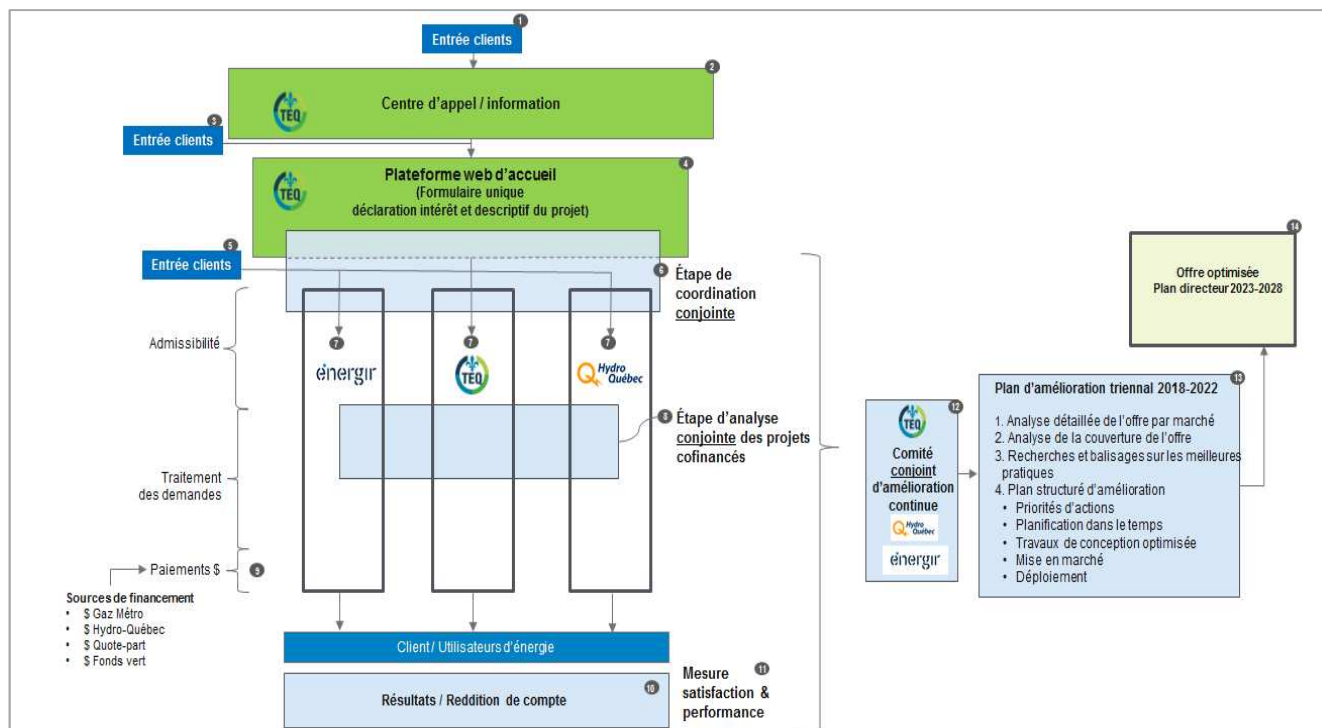 1
Entrée clients
2
TEQ
Centre d'appel / information
3
Entrée clients
4
TEQ
Plateforme web d'accueil
(Formulaire unique
déclaration intérêt et descriptif du projet)
5
Entrée clients
6
Étape de
coordination
conjointe
Admissibilité
7
7
7
énergir
TEQ
Hydro
Québec
8
Étape d'analyse
conjointe des projets
cofinancés
Traitement
des demandes
Paiements $
9
Sources de financement
• $ Gaz Métro
• $ Hydro-Québec
• $ Quote-part
• $ Fonds vert
Client / Utilisateurs d'énergie
10
Résultats / Reddition de compte
11
Mesure
satisfaction &
performance
12
TEQ
Comité
conjoint
d'amélioration
continue
Hydro
Québec
énergir
13
Plan d'amélioration triennal 2018-2022
1. Analyse détaillée de l'offre par marché
2. Analyse de la couverture de l'offre
3. Recherches et balisages sur les meilleures
pratiques
4. Plan structuré d'amélioration
• Priorités d'actions
• Planification dans le temps
• Travaux de conception optimisée
• Mise en marché
• Déploiement
14
Offre optimisée
Plan directeur 2023-2028